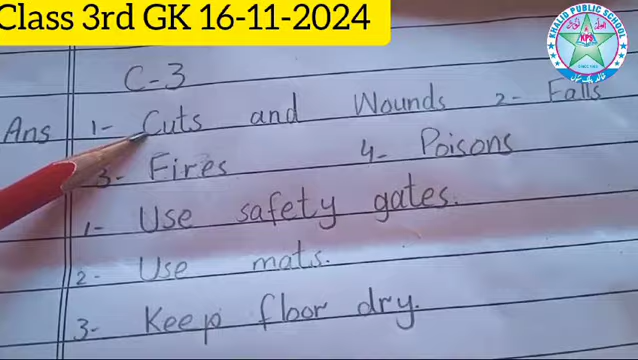 Class 3rd GK 16-11-2024
KHALID PUBLIC SCHOOL
KPS
C-3
Ans 1- Cuts and Wounds 2- Falls
3- Fires 4- Poisons
1- Use safety gates.
2- Use mats.
3- Keep floor dry.